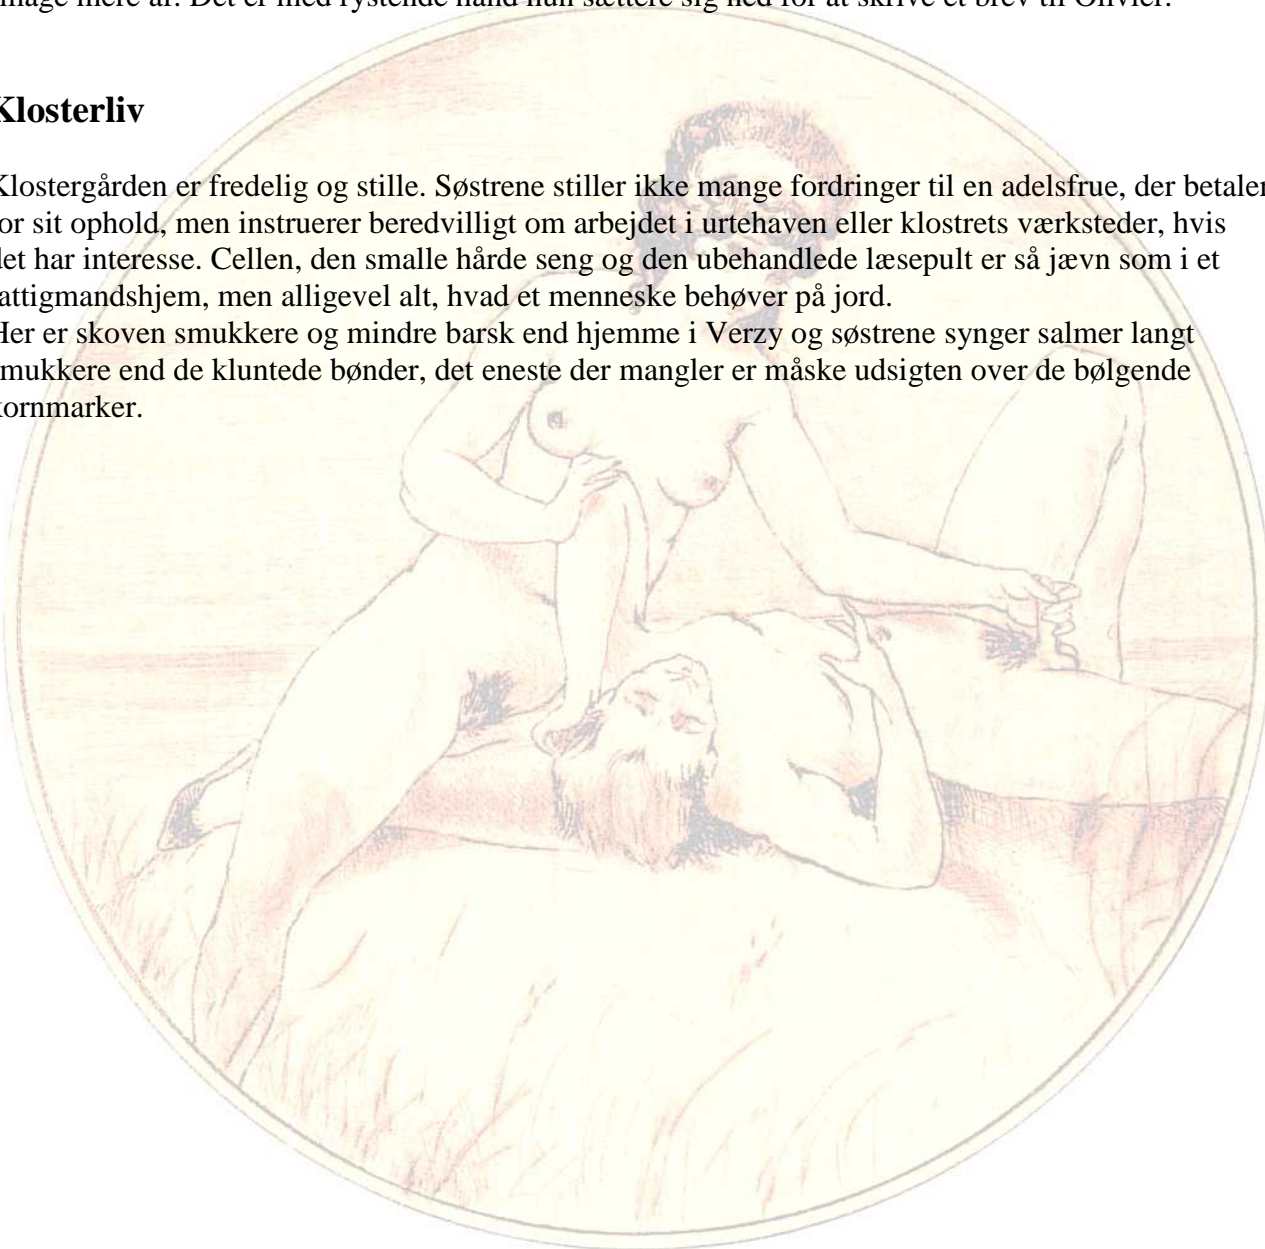 mage mere af. Det er med rystende hånd hun sættere sig ned for at skrive et brev til Olivier.
Klosterliv
Klostergården er fredelig og stille. Søstrene stiller ikke mange fordringer til en adelsfrue, der betaler
or sit ophold, men instruerer beredvilligt om arbejdet i urtehaven eller klostrets værksteder, hvis
det har interesse. Cellen, den smalle hårde seng og den ubehandlede læsepult er så jævn som i et
attigmandshjem, men alligevel alt, hvad et menneske behøver på jord.
Her er skoven smukkere og mindre barsk end hjemme i Verzy og søstrene synger salmer langt
mukkere end de kluntede bønder, det eneste der mangler er måske udsigten over de bølgende
kornmarker.